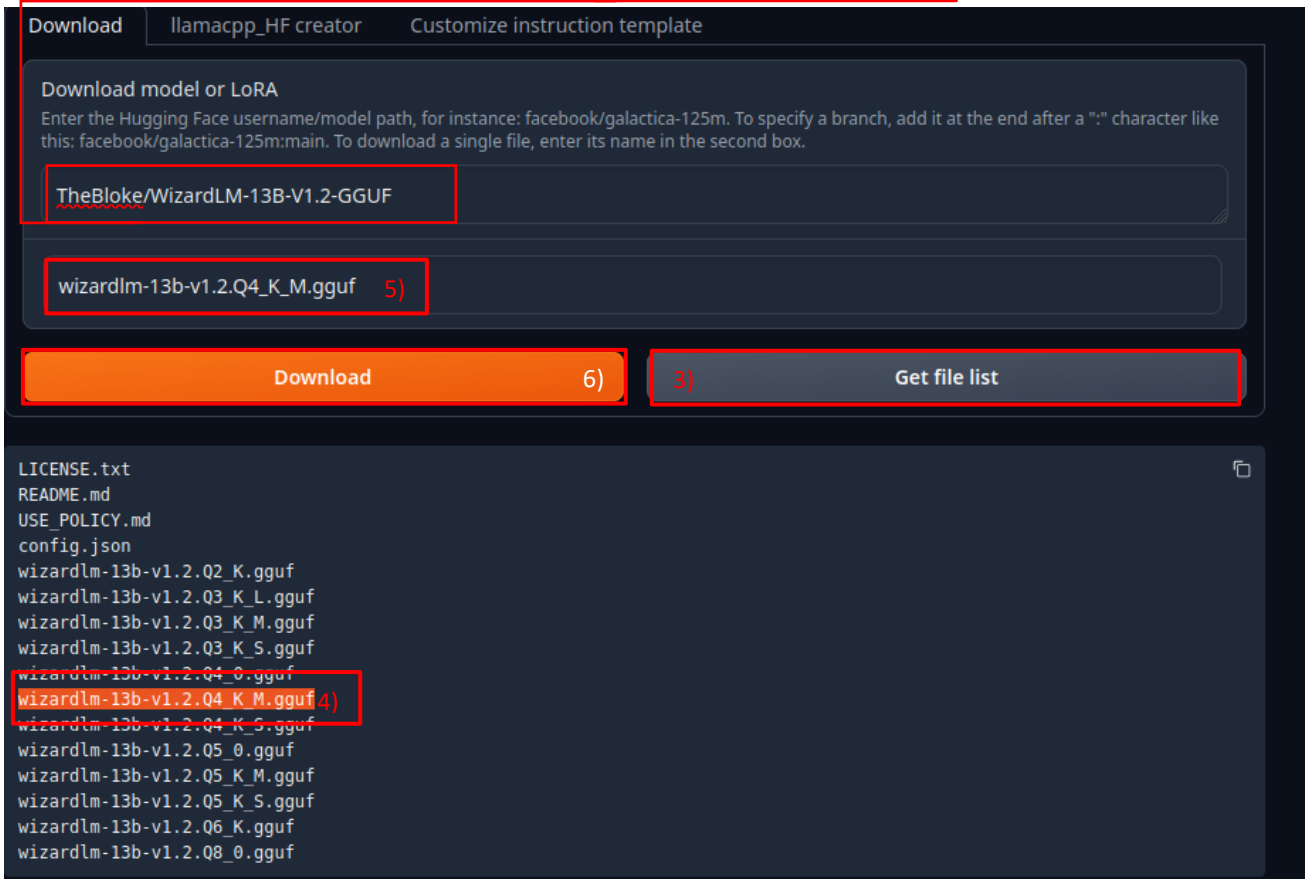 Download llamacpp_HF creator Customize instruction template
Download model or LoRA
Enter the Hugging Face username/model path, for instance: facebook/galactica-125m. To specify a branch, add it at the end after a ":" character like
this: facebook/galactica-125m:main. To download a single file, enter its name in the second box.
TheBloke/WizardLM-13B-V1.2-GGUF
wizardlm-13b-v1.2.Q4_K_M.gguf 5)
Download 6) 3) Get file list
LICENSE.txt
README.md
USE_POLICY.md
config.json
wizardlm-13b-v1.2.Q2_K.gguf
wizardlm-13b-v1.2.Q3_K_L.gguf
wizardlm-13b-v1.2.Q3_K_M.gguf
wizardlm-13b-v1.2.Q3_K_S.gguf
wizardlm-13b-v1.2.Q4_0.gguf
wizardlm-13b-v1.2.Q4_K_M.gguf 4)
wizardlm-13b-v1.2.Q4_K_S.gguf
wizardlm-13b-v1.2.Q5_0.gguf
wizardlm-13b-v1.2.Q5_K_M.gguf
wizardlm-13b-v1.2.Q5_K_S.gguf
wizardlm-13b-v1.2.Q6_K.gguf
wizardlm-13b-v1.2.Q8_0.gguf